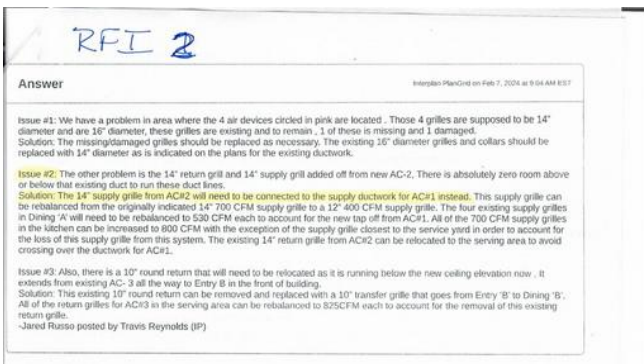 RFI 2
Answer
Interplan PlanGrid on Feb 7, 2024 at 9:04 AM EST
Issue #1: We have a problem in area where the 4 air devices circled in pink are located . Those 4 grilles are supposed to be 14"
diameter and are 16" diameter, these grilles are existing and to remain , 1 of these is missing and 1 damaged.
Solution: The missing/damaged grilles should be replaced as necessary. The existing 16" diameter grilles and collars should be
replaced with 14" diameter as is indicated on the plans for the existing ductwork.
Issue #2: The other problem is the 14" return grill and 14" supply grill added off from new AC-2, There is absolutely zero room above
or below that existing duct to run these duct lines.
Solution: The 14" supply grille from AC#2 will need to be connected to the supply ductwork for AC#1 instead. This supply grille can
be rebalanced from the originally indicated 14" 700 CFM supply grille to a 12" 400 CFM supply grille. The four existing supply grilles
in Dining 'A' will need to be rebalanced to 530 CFM each to account for the new tap off from AC#1. All of the 700 CFM supply grilles
in the kitchen can be increased to 800 CFM with the exception of the supply grille closest to the service yard in order to account for
the loss of this supply grille from this system. The existing 14" return grille from AC#2 can be relocated to the serving area to avoid
crossing over the ductwork for AC#1.
Issue #3: Also, there is a 10" round return that will need to be relocated as it is running below the new ceiling elevation now . It
extends from existing AC- 3 all the way to Entry B in the front of building.
Solution: This existing 10" round return can be removed and replaced with a 10" transfer grille that goes from Entry 'B' to Dining 'B'.
All of the return grilles for AC#3 in the serving area can be rebalanced to 825CFM each to account for the removal of this existing
return grille.
-Jared Russo posted by Travis Reynolds (IP)